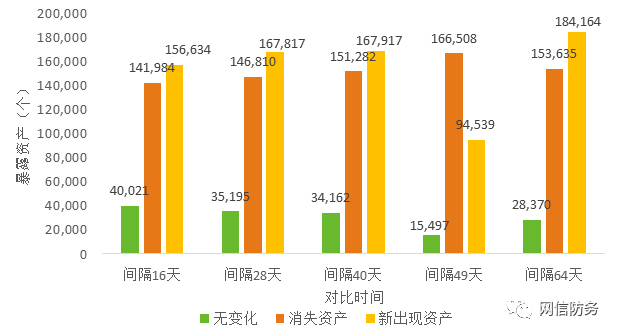 200,000
180,000
160,000
140,000
120,000
100,000
80,000
60,000
40,000
20,000
0
暴露资产（个）
40,021
141,984
156,634
35,195
146,810
167,817
34,162
151,282
167,917
15,497
166,508
94,539
28,370
153,635
184,164
间隔16天
间隔28天
间隔40天
间隔49天
间隔64天
对比时间
无变化
消失资产
新出现资产
网信防务